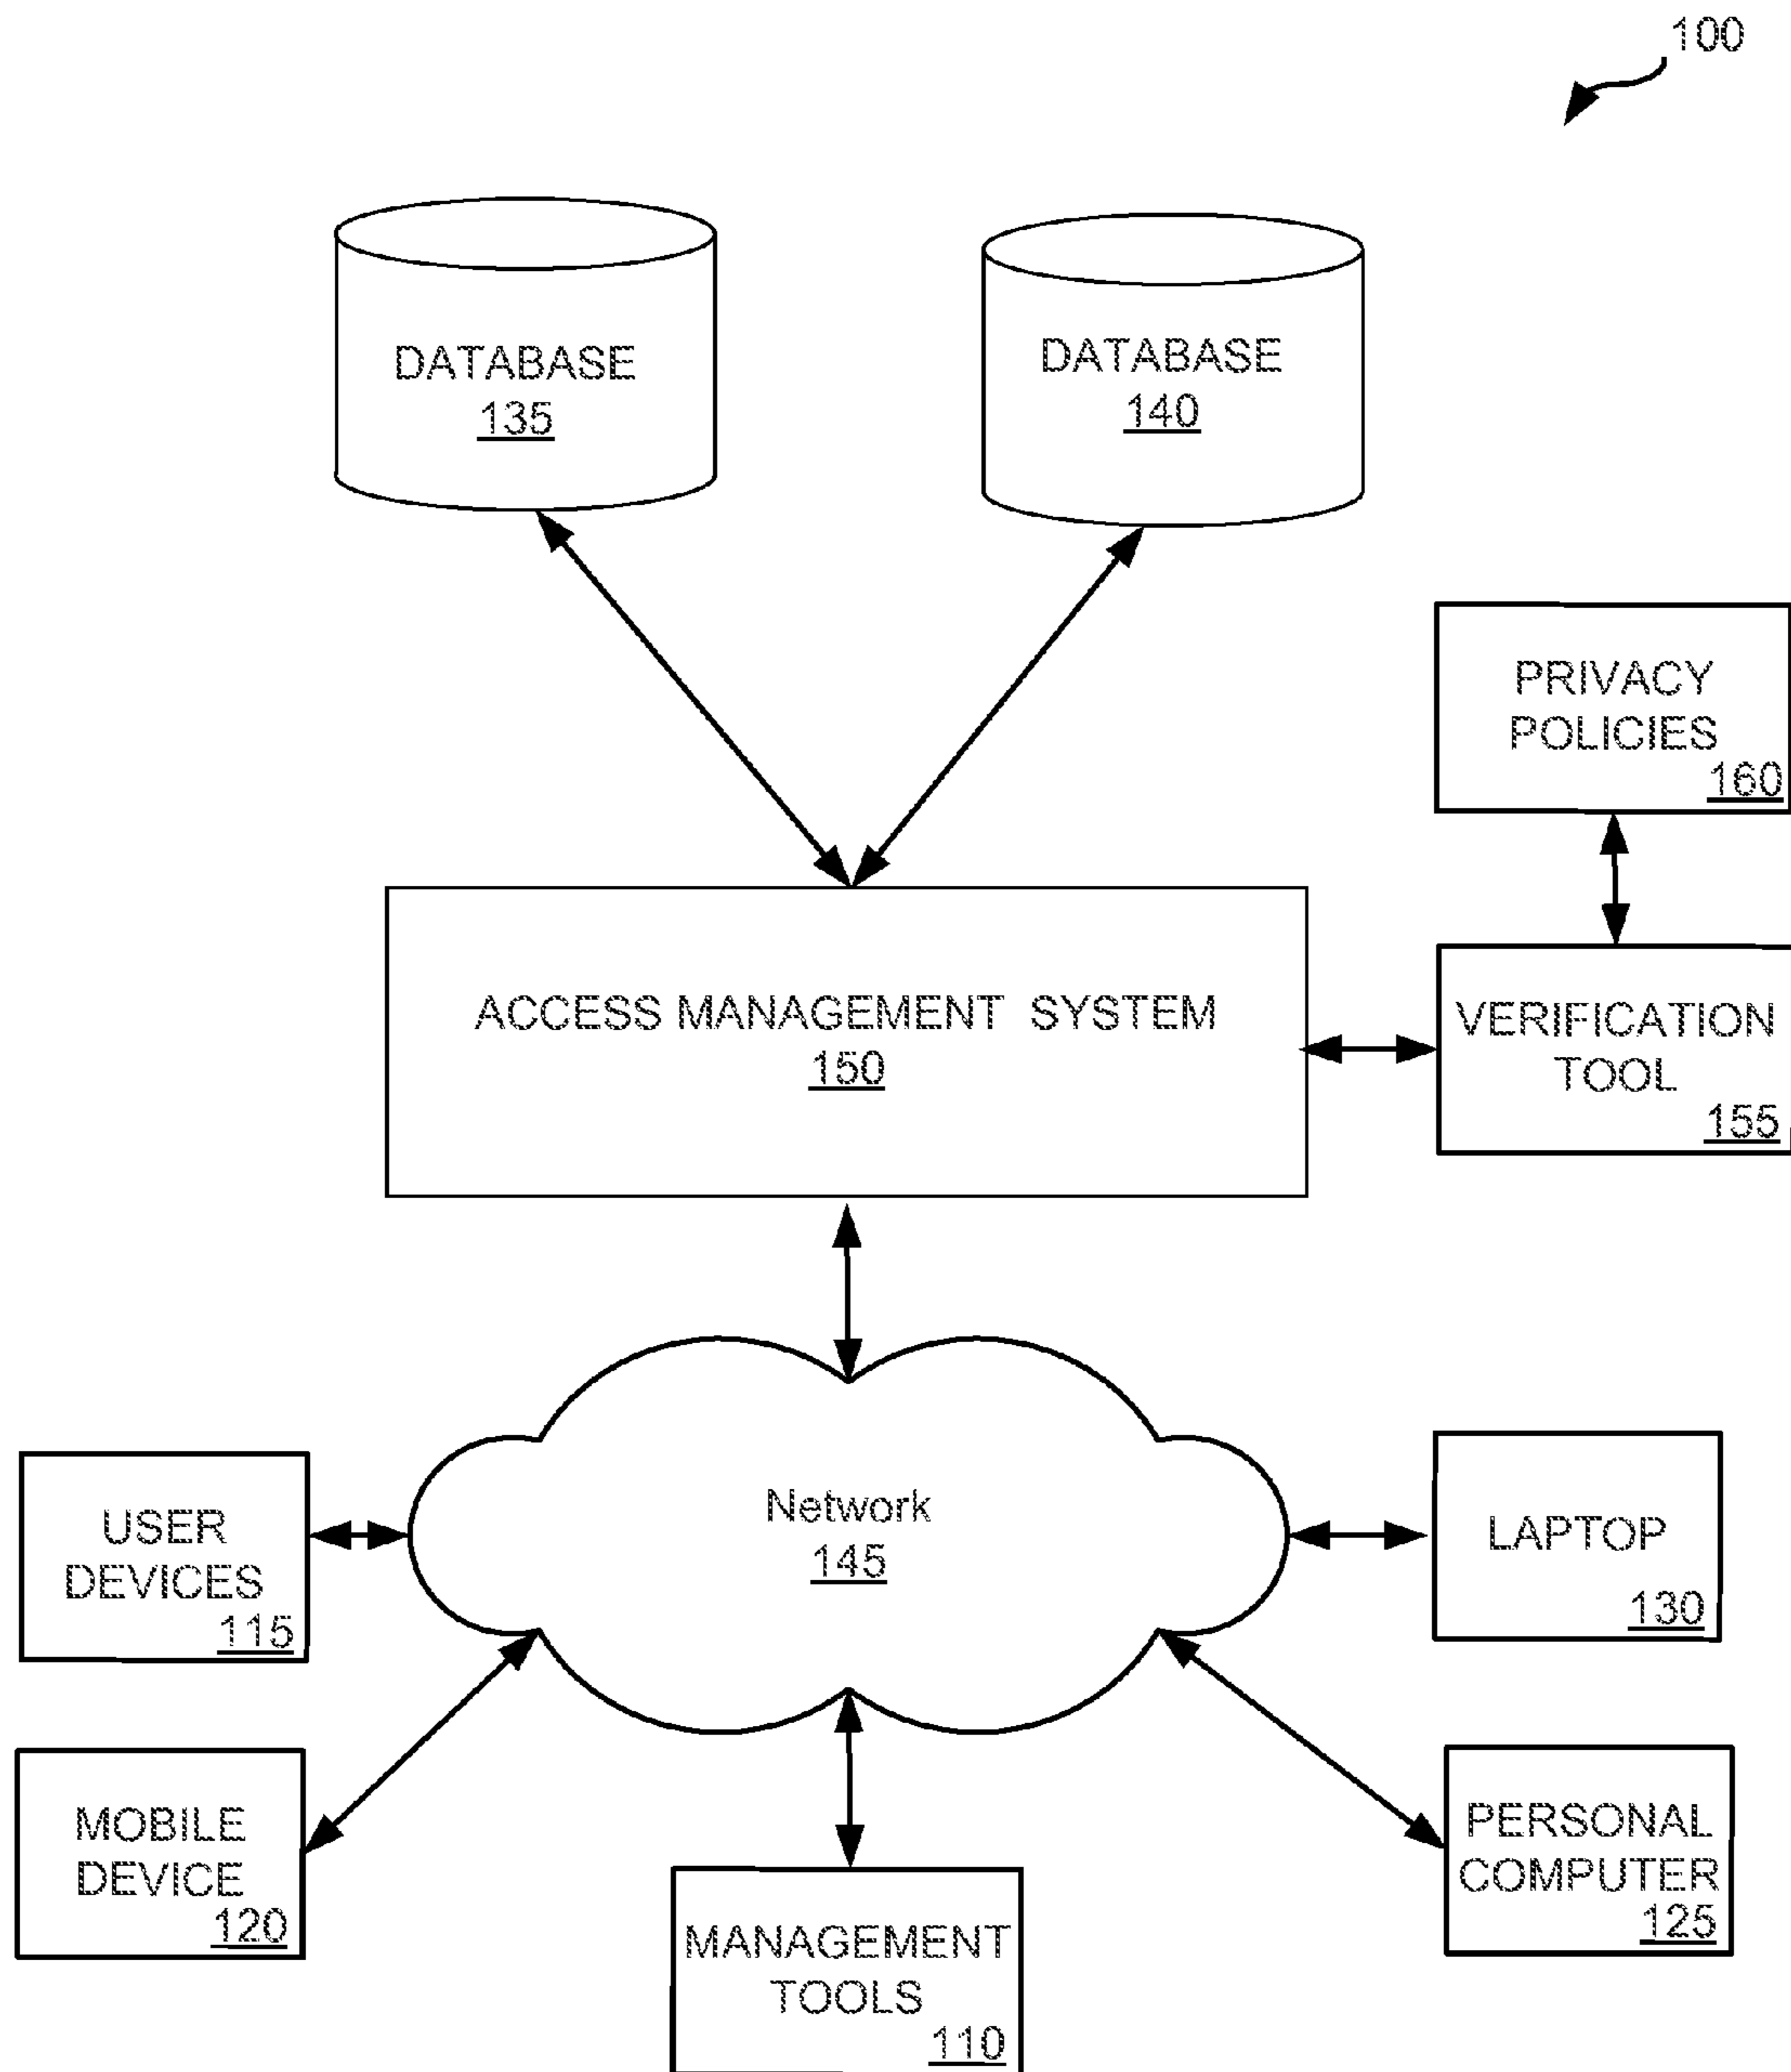 100
DATABASE
135
DATABASE
140
PRIVACY
POLICIES
160
ACCESS MANAGEMENT SYSTEM
150
VERIFICATION
TOOL
155
Network
145
USER
DEVICES
115
LAPTOP
130
MOBILE
DEVICE
120
PERSONAL
COMPUTER
125
MANAGEMENT
TOOLS
110